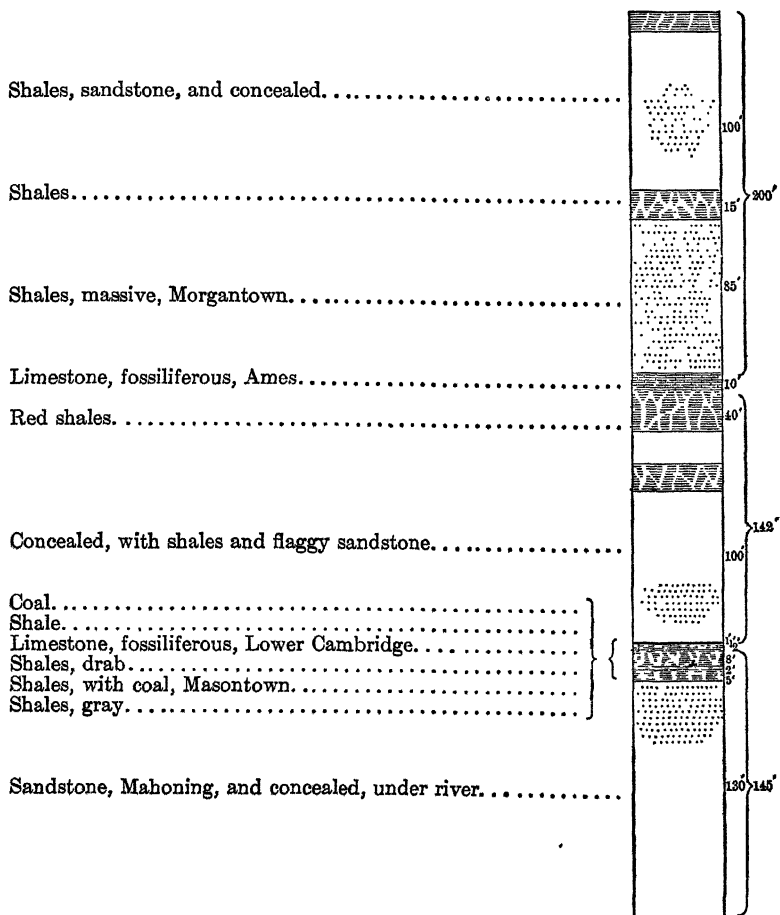 Shales, sandstone, and concealed
100′
Shales
15′
200′
Shales, massive, Morgantown
85′
Limestone, fossiliferous, Ames
10′
Red shales
40′
142′
Concealed, with shales and flaggy sandstone
100′
Coal
Shale
Limestone, fossiliferous, Lower Cambridge
Shales, drab
8′
Shales, with coal, Masontown
Shales, gray
5′
Sandstone, Mahoning, and concealed, under river
130′
145′